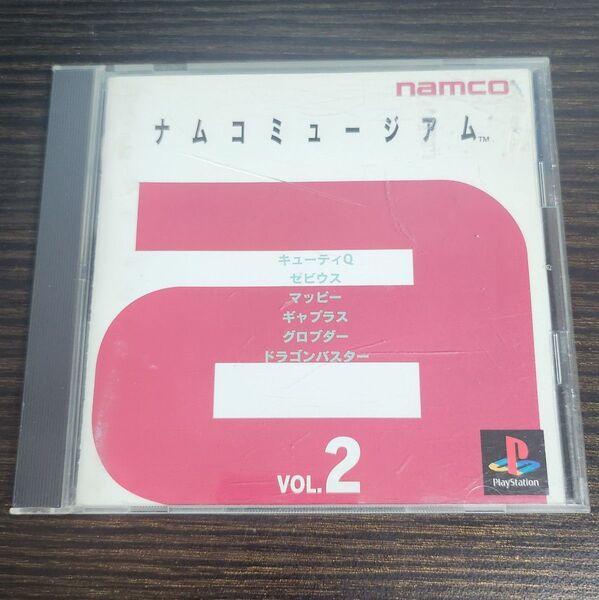 namco
ナムコミュージアム™
キューティQ
ゼビウス
マッピー
ギャプラス
グロブダー
ドラゴンバスター
VOL.2
PlayStation